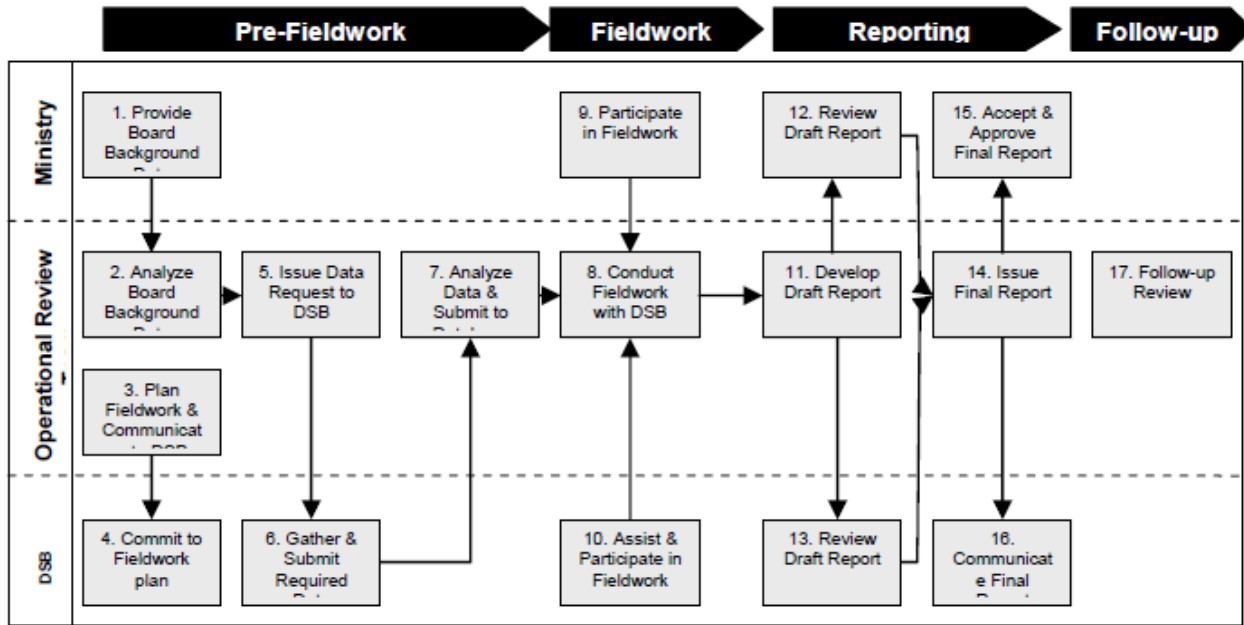 Pre-Fieldwork
Fieldwork
Reporting
Follow-up
Ministry
1. Provide
Board
Background
9. Participate
in Fieldwork
12. Review
Draft Report
15. Accept &
Approve
Final Report
Operational Review
2. Analyze
Board
Background
5. Issue Data
Request to
DSB
7. Analyze
Data &
Submit to
8. Conduct
Fieldwork
with DSB
11. Develop
Draft Report
14. Issue
Final Report
17. Follow-up
Review
3. Plan
Fieldwork &
Communicat
DSB
4. Commit to
Fieldwork
plan
6. Gather &
Submit
Required
10. Assist &
Participate in
Fieldwork
13. Review
Draft Report
16.
Communicat
e Final